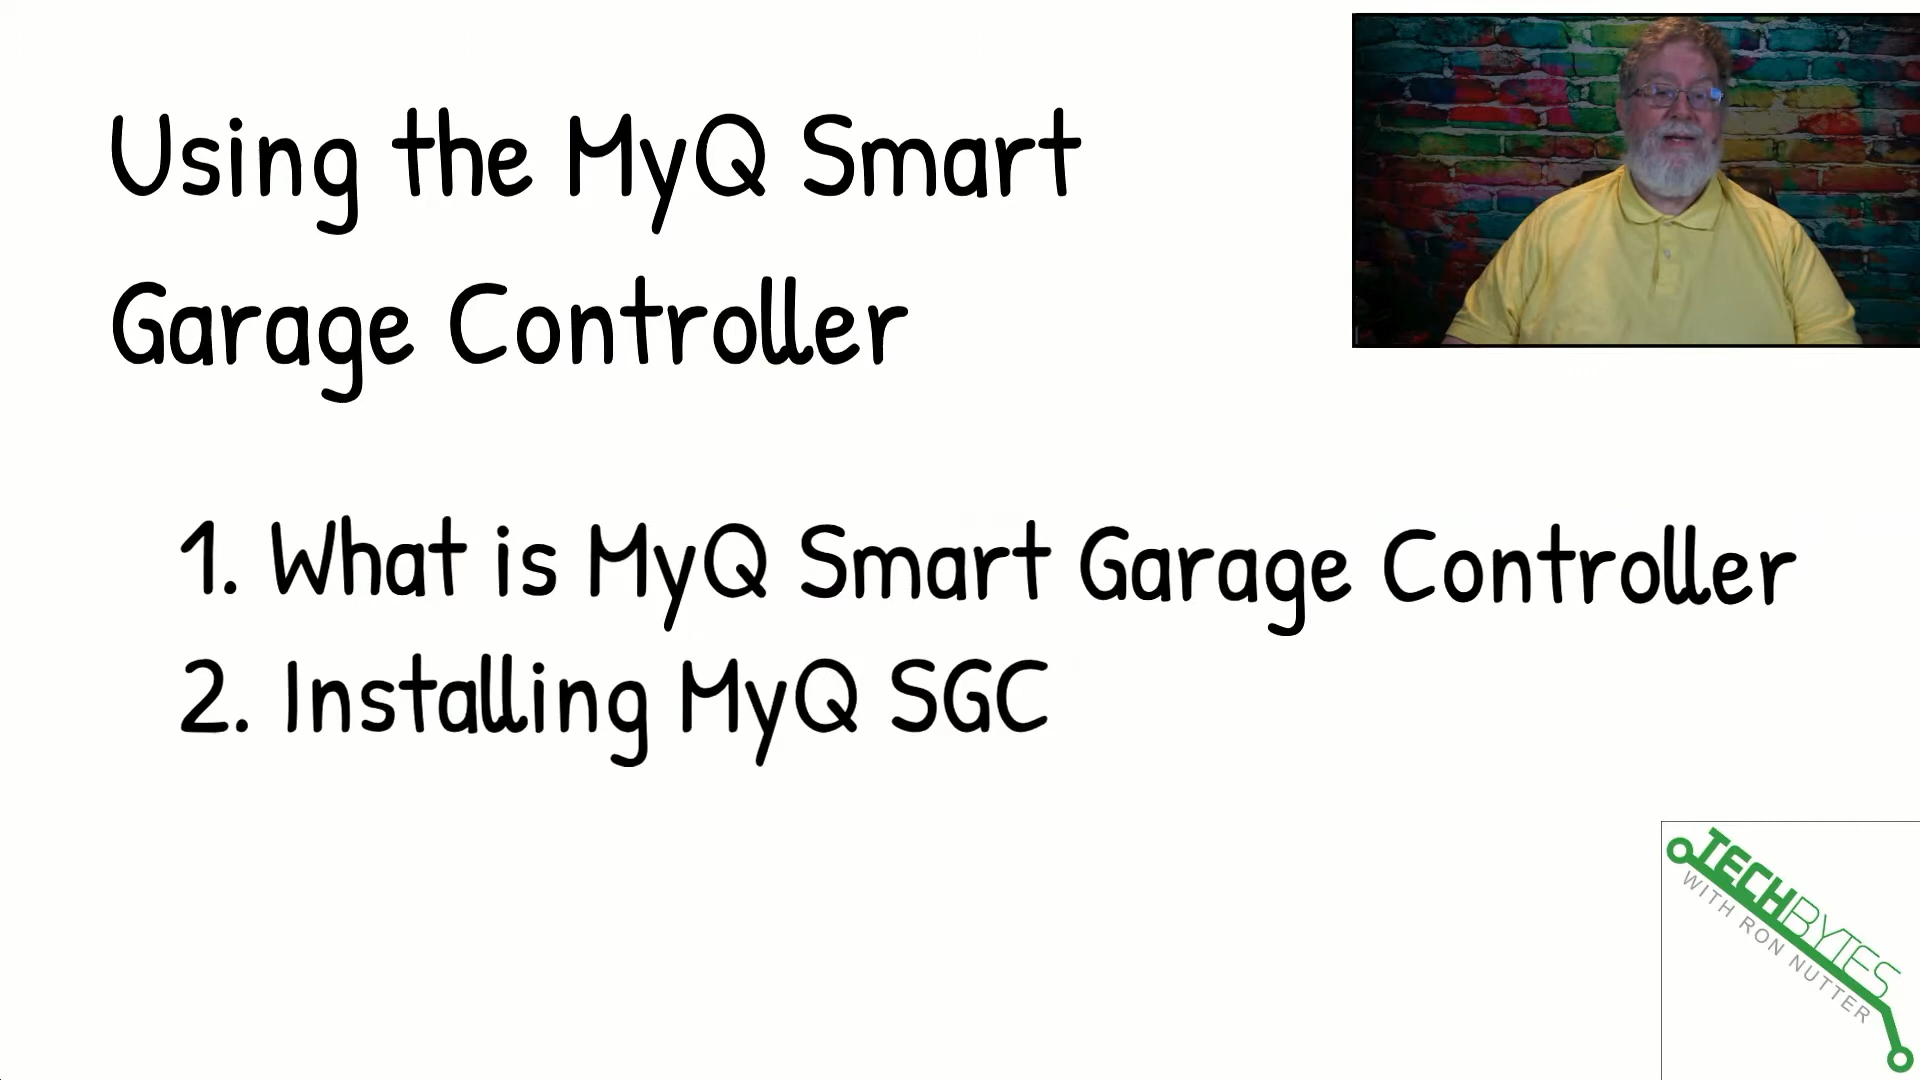 Using the MyQ Smart
Garage Controller
1. What is MyQ Smart Garage Controller
2. Installing MyQ SGC
TECHBYTES
WITH RON NUTTER